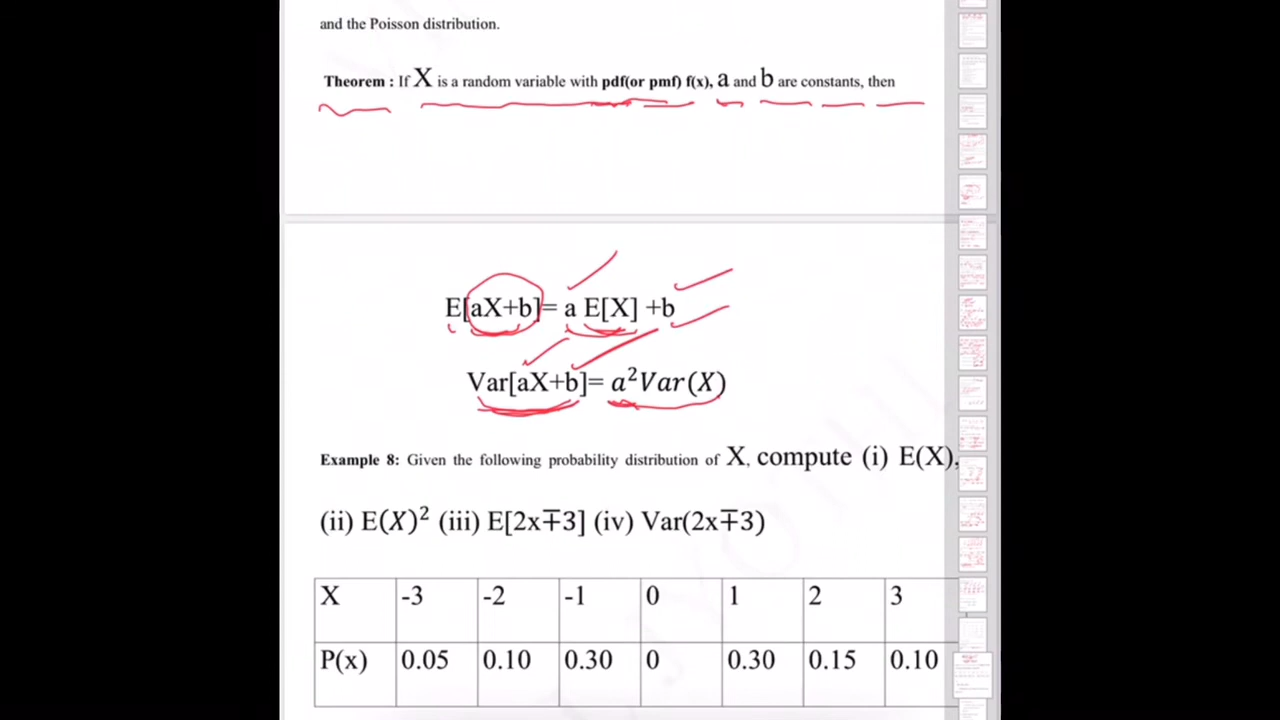 and the Poisson distribution.
Theorem : If X is a random variable with pdf(or pmf) f(x), a and b are constants, then
E[aX+b]= a E[X] +b
Var[aX+b]= a²Var(X)
Example 8: Given the following probability distribution of X, compute (i) E(X),
(ii) E(X)² (iii) E[2x∓3] (iv) Var(2x∓3)
X -3 -2 -1 0 1 2 3
P(x) 0.05 0.10 0.30 0 0.30 0.15 0.10